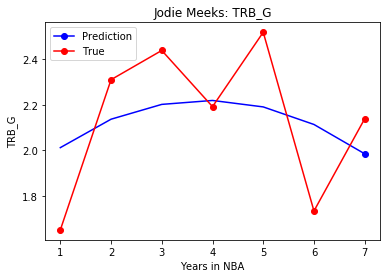 Jodie Meeks: TRB_G
Prediction
True
2.4
2.2
2.0
1.8
TRB_G
1 2 3 4 5 6 7
Years in NBA